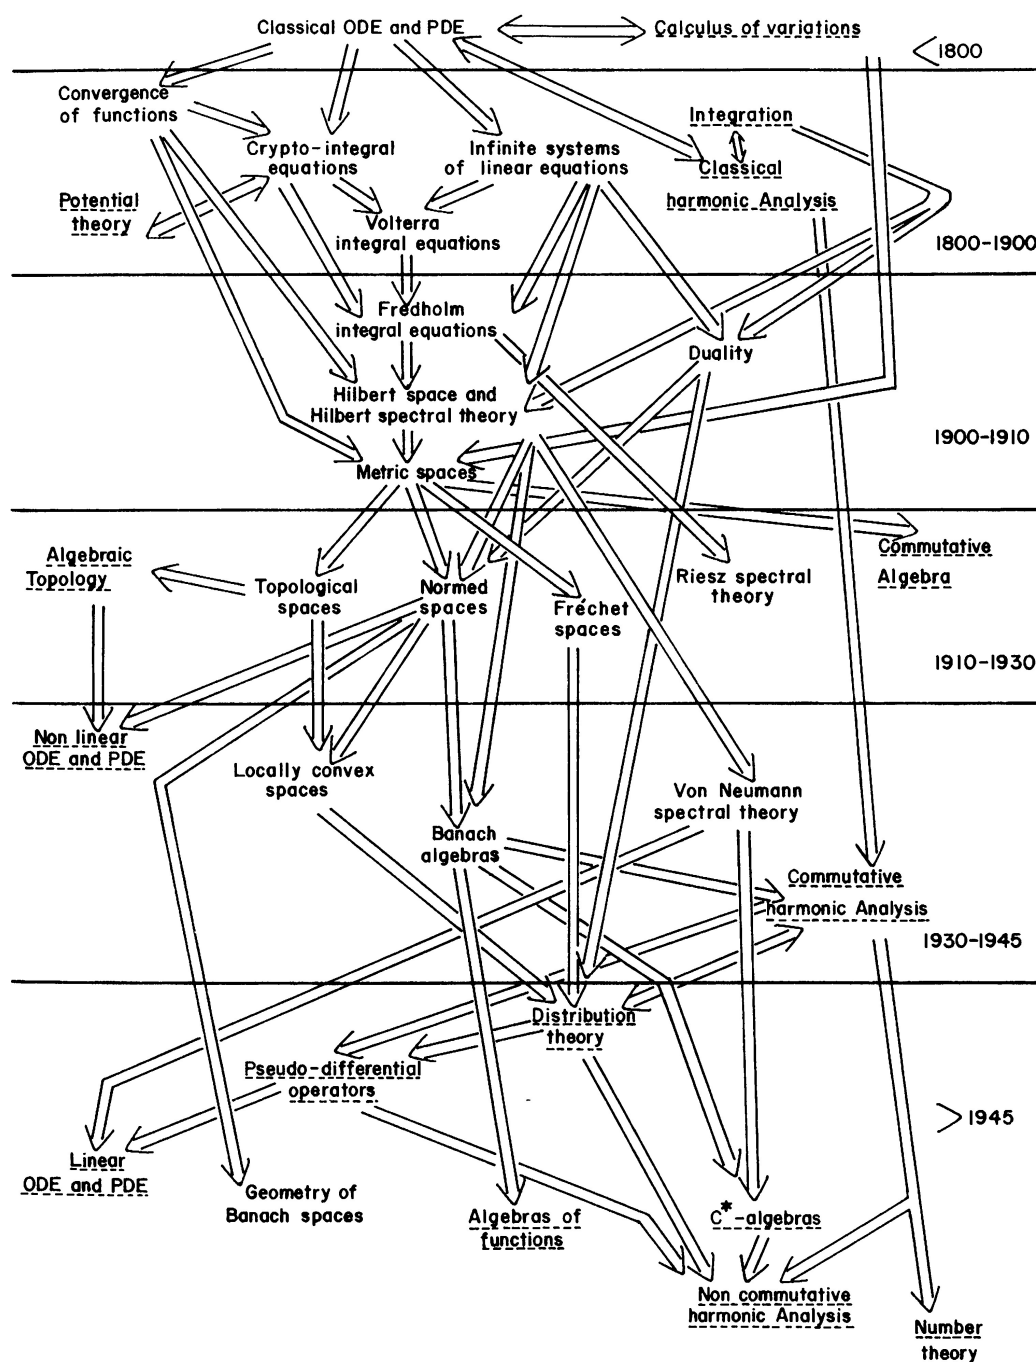 Classical ODE and PDE
Calculus of variations
<1800
Convergence
of functions
Integration
Crypto-integral
equations
Infinite systems
of linear equations
Classical
harmonic Analysis
Potential
theory
Volterra
integral equations
1800-1900
Fredholm
integral equations
Duality
Hilbert space and
Hilbert spectral theory
1900-1910
Metric spaces
Algebraic
Topology
Commutative
Algebra
Topological
spaces
Normed
spaces
Fréchet
spaces
Riesz spectral
theory
1910-1930
Non linear
ODE and PDE
Locally convex
spaces
Von Neumann
spectral theory
Banach
algebras
Commutative
harmonic Analysis
1930-1945
Distribution
theory
Pseudo-differential
operators
>1945
Linear
ODE and PDE
Geometry of
Banach spaces
Algebras of
functions
C*-algebras
Non commutative
harmonic Analysis
Number
theory